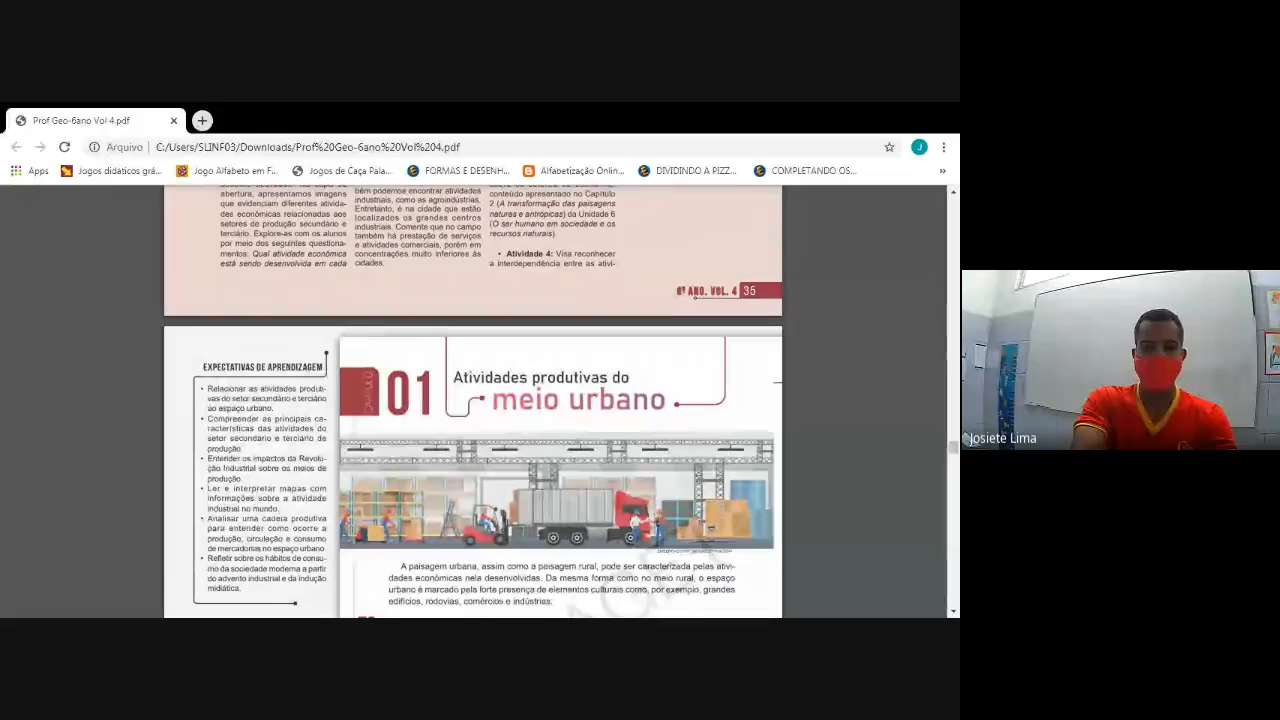 Prof Geo-6ano Vol 4.pdf
Arquivo
C:/Users/SLINF03/Downloads/Prof%20Geo-6ano%20Vol%204.pdf
J
Apps
Jogos didáticos grá...
Jogo Alfabeto em F...
Jogos de Caça Pala...
FORMAS E DESENH...
Alfabetização Onlin...
DIVIDINDO A PIZZ...
COMPLETANDO OS...
»
abertura, apresentamos imagens
que evidenciam diferentes ativida-
des econômicas relacionadas aos
setores de produção secundário e
terciário. Explore-as com os alunos
por meio dos seguintes questiona-
mentos: Qual atividade econômica
está sendo desenvolvida em cada
bém podemos encontrar atividades
industriais, como as agroindústrias.
Entretanto, é na cidade que estão
localizados os grandes centros
industriais. Comente que no campo
também há prestação de serviços
e atividades comerciais, porém em
concentrações muito inferiores às
cidades.
conteúdo apresentado no Capítulo
2 (A transformação das paisagens
naturais e antrópicas) da Unidade 6
(O ser humano em sociedade e os
recursos naturais).
• Atividade 4: Visa reconhecer
a interdependência entre as ativi-
6º ANO. VOL. 4 35
EXPECTATIVAS DE APRENDIZAGEM
• Relacionar as atividades produti-
vas do setor secundário e terciário
ao espaço urbano.
• Compreender as principais ca-
racterísticas das atividades do
setor secundário e terciário de
produção.
• Entender os impactos da Revolu-
ção Industrial sobre os meios de
produção.
• Ler e interpretar mapas com
informações sobre a atividade
industrial no mundo.
• Analisar uma cadeia produtiva
para entender como ocorre a
produção, circulação e consumo
de mercadorias no espaço urbano.
• Refletir sobre os hábitos de consu-
mo da sociedade moderna a partir
do advento industrial e da indução
midiática.
CAPÍTULO
01
Atividades produtivas do
meio urbano
A paisagem urbana, assim como a paisagem rural, pode ser caracterizada pelas ativi-
dades econômicas nela desenvolvidas. Da mesma forma como no meio rural, o espaço
urbano é marcado pela forte presença de elementos culturais como, por exemplo, grandes
edifícios, rodovias, comércios e indústrias.
Josiete Lima